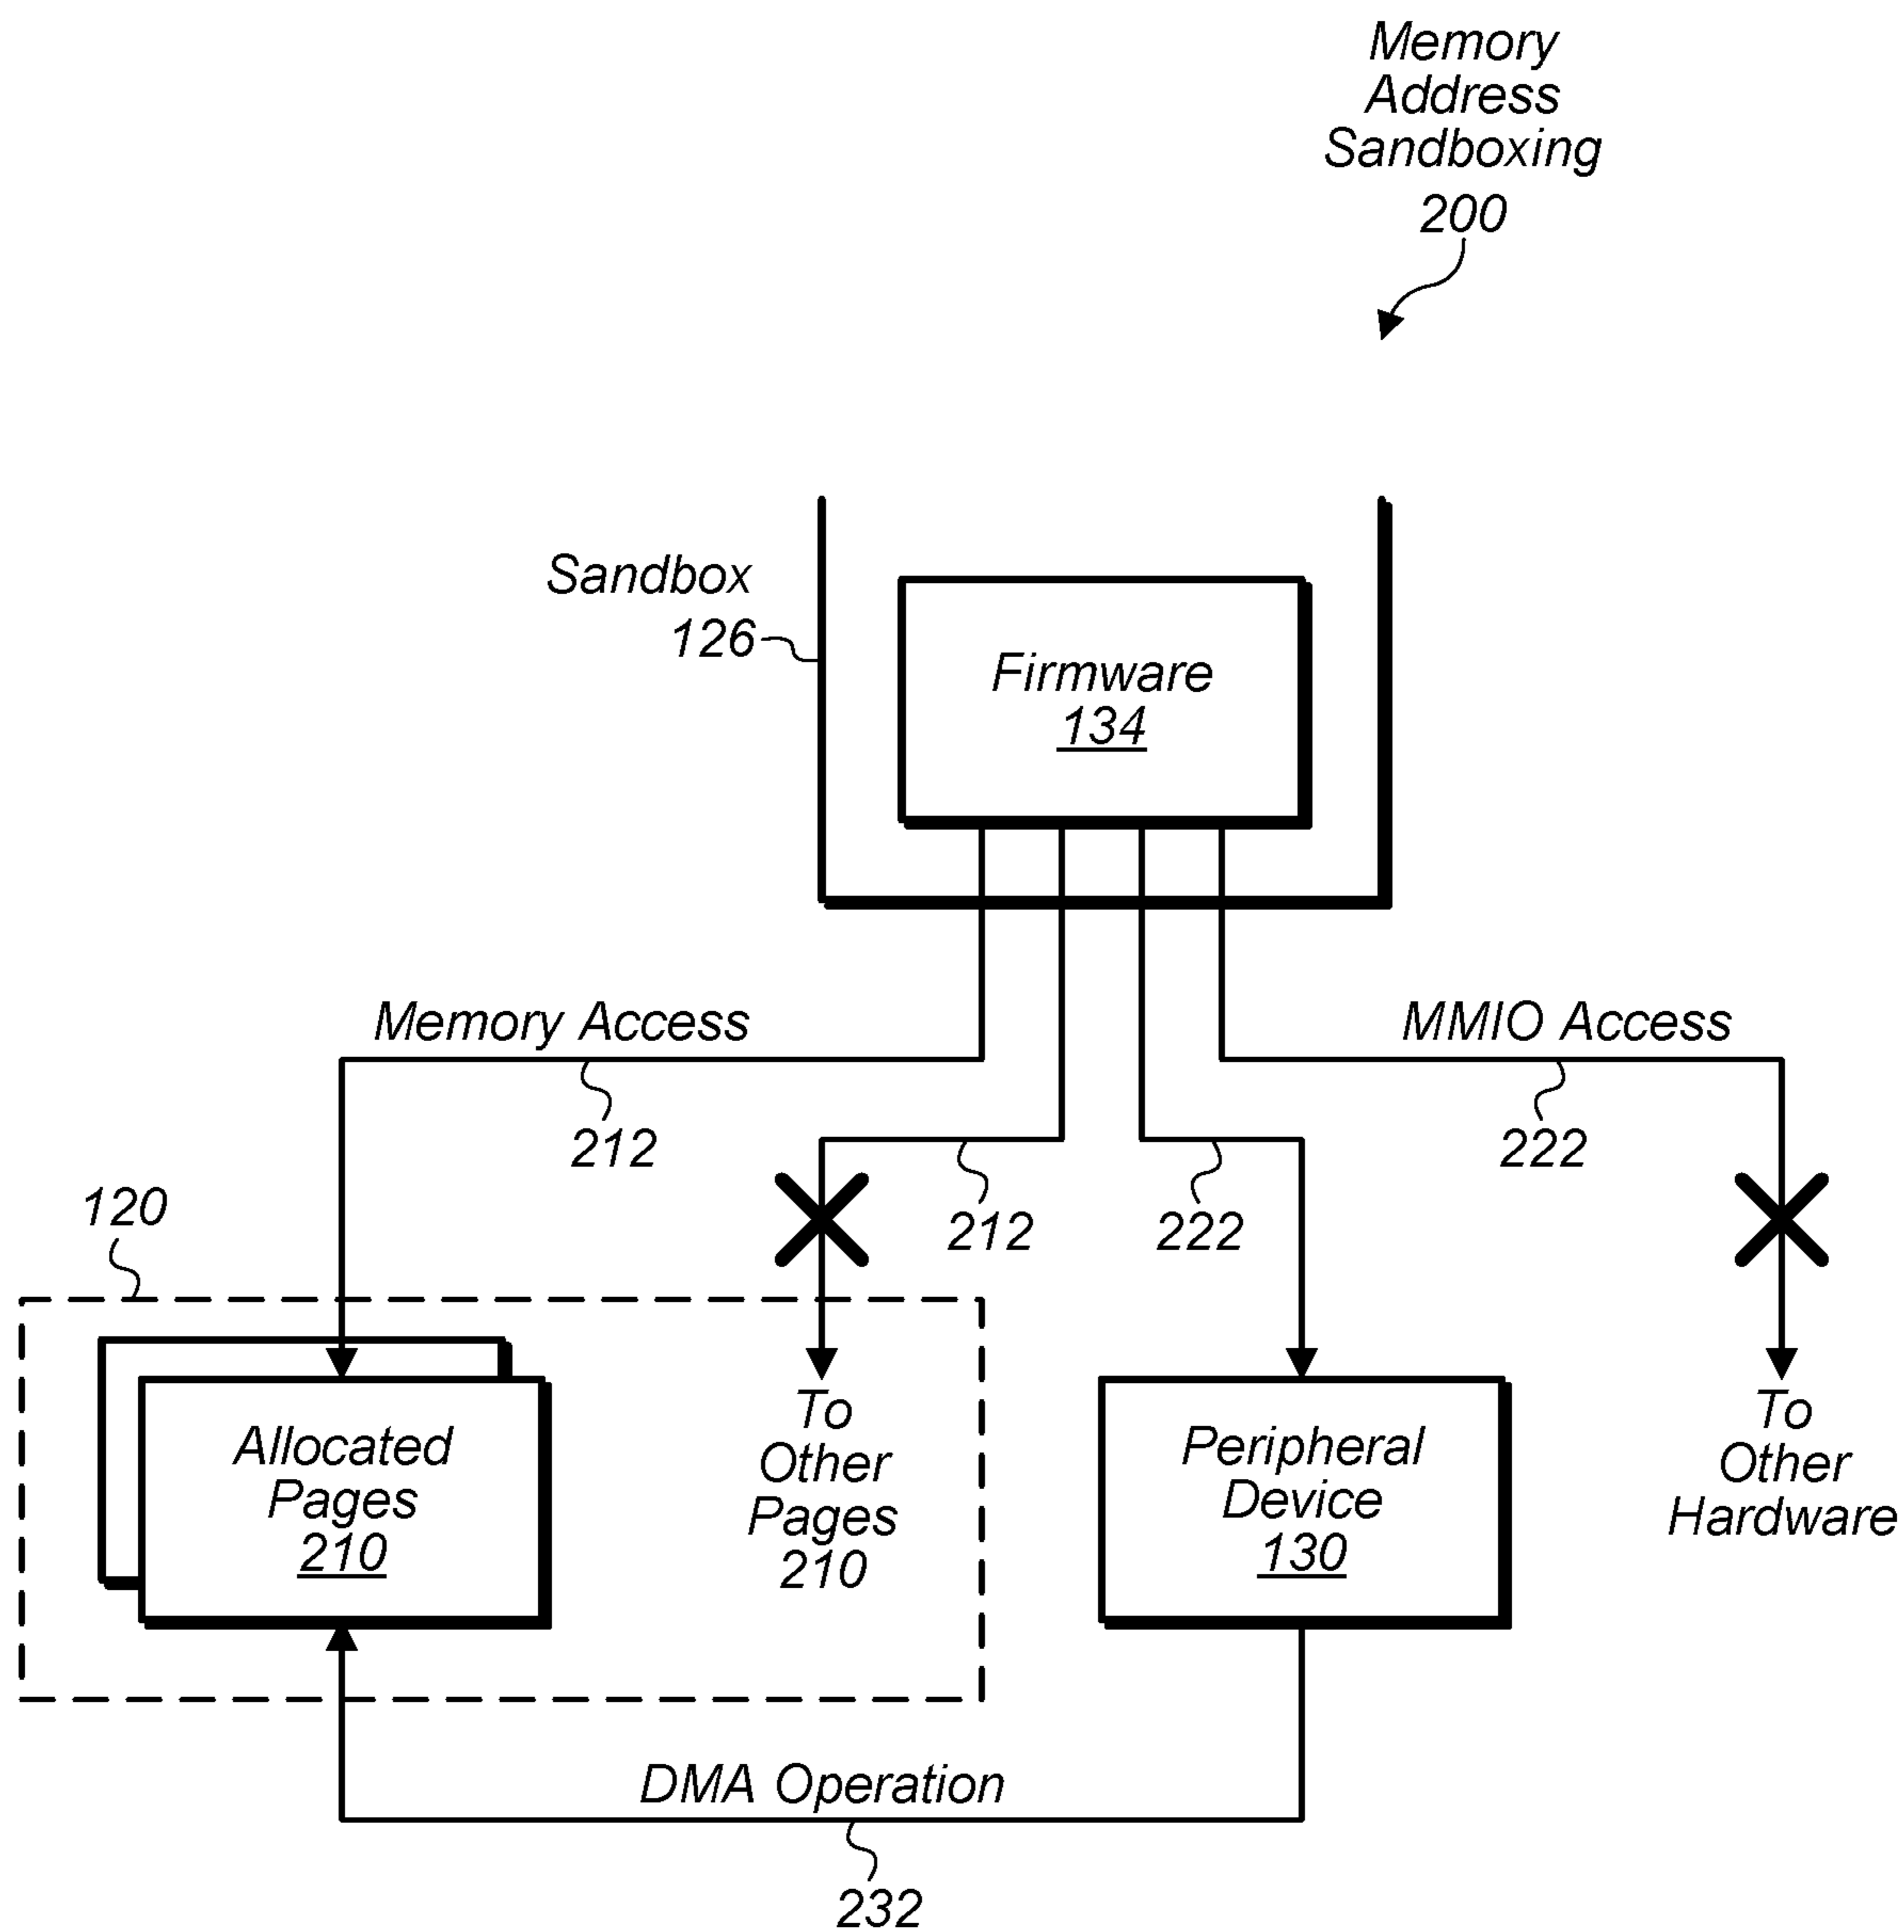 Memory
Address
Sandboxing
200
Sandbox
126
Firmware
134
Memory Access
MMIO Access
212
222
212
222
120
Allocated
Pages
210
To
Other
Pages
210
Peripheral
Device
130
To
Other
Hardware
DMA Operation
232